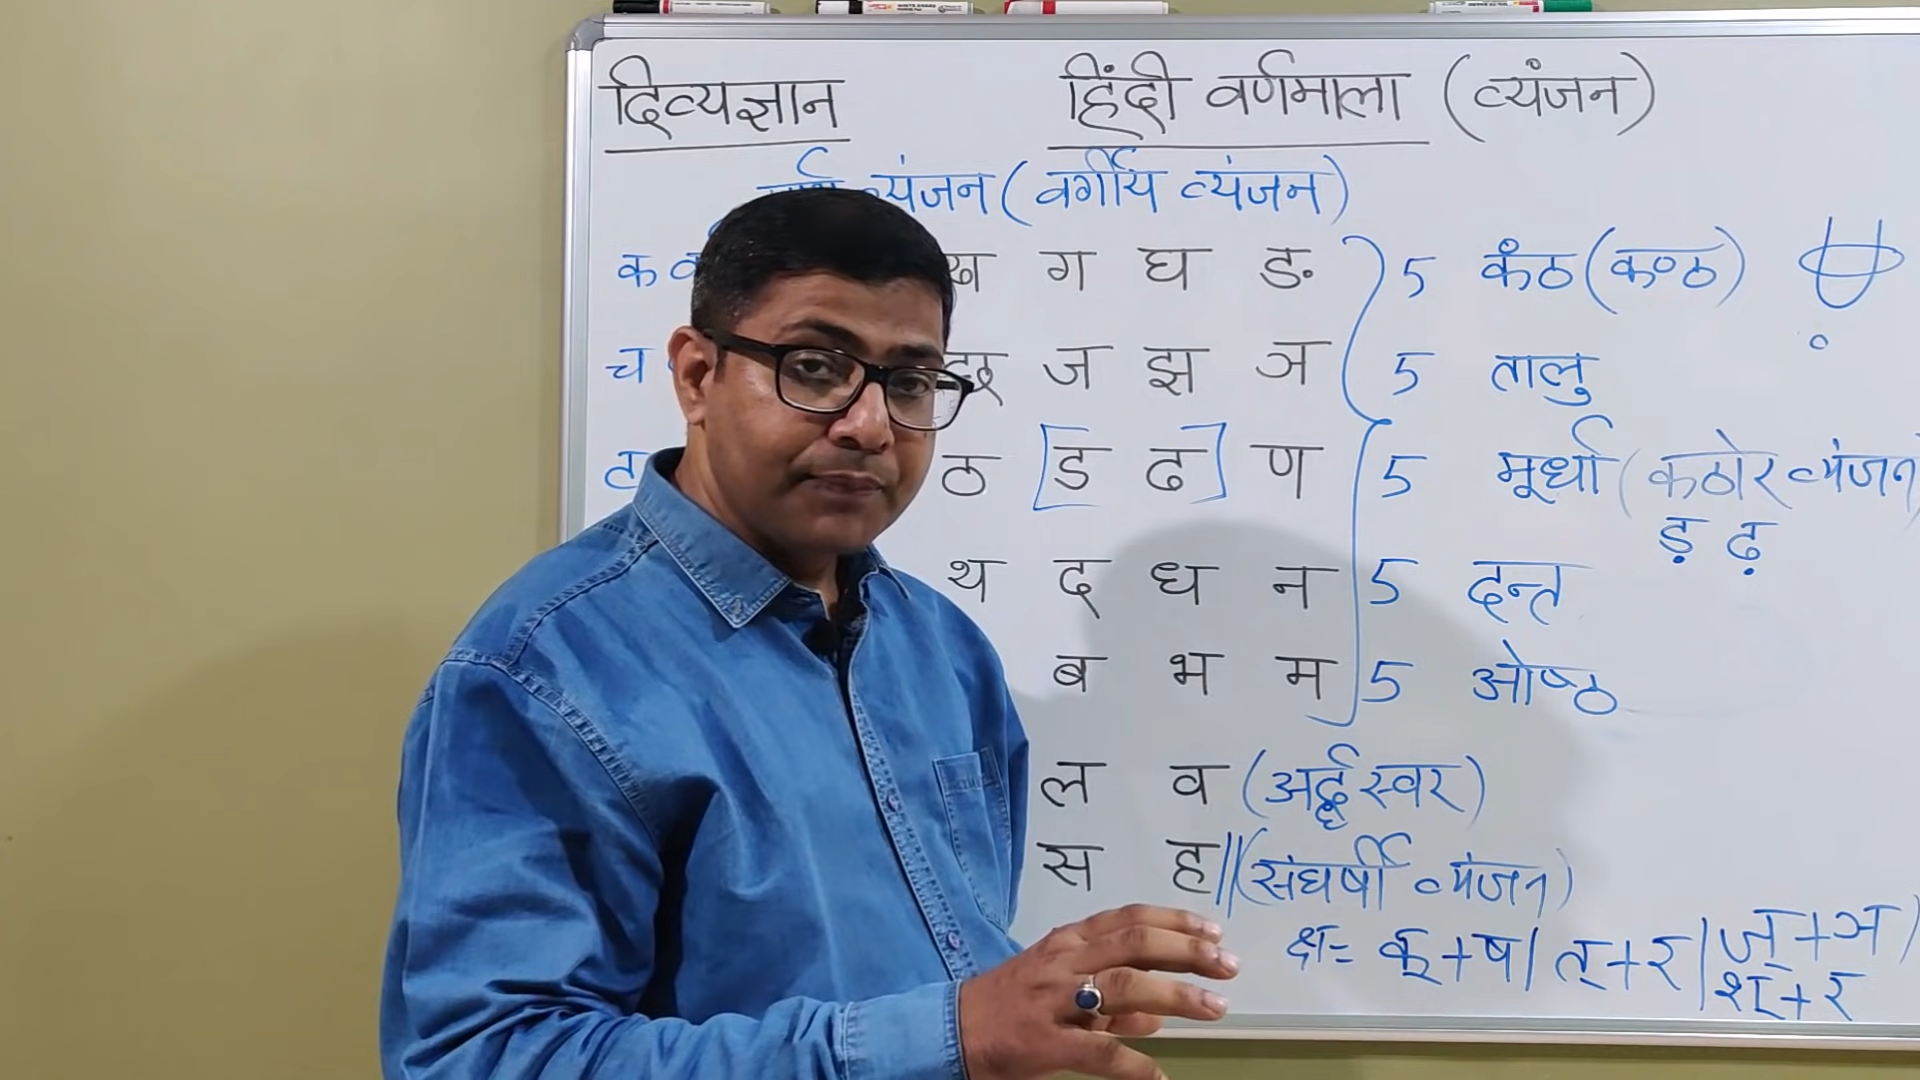 दिव्यज्ञान हिंदी वर्णमाला (व्यंजन)
व्यंजन (वर्गीय व्यंजन)
क ख ग घ ङ 5 कंठ (कण्ठ)
च छ ज झ ञ 5 तालु
ट ठ [ड ढ] ण 5 मूर्धा (कठोर व्यंजन)
ड़ ढ़
थ द ध न 5 दन्त
ब भ म 5 ओष्ठ
ल व (अर्द्धस्वर)
स ह || (संघर्षी व्यंजन)
क्ष = क्+ष | त्+र | ज्+ञ |
श्+र